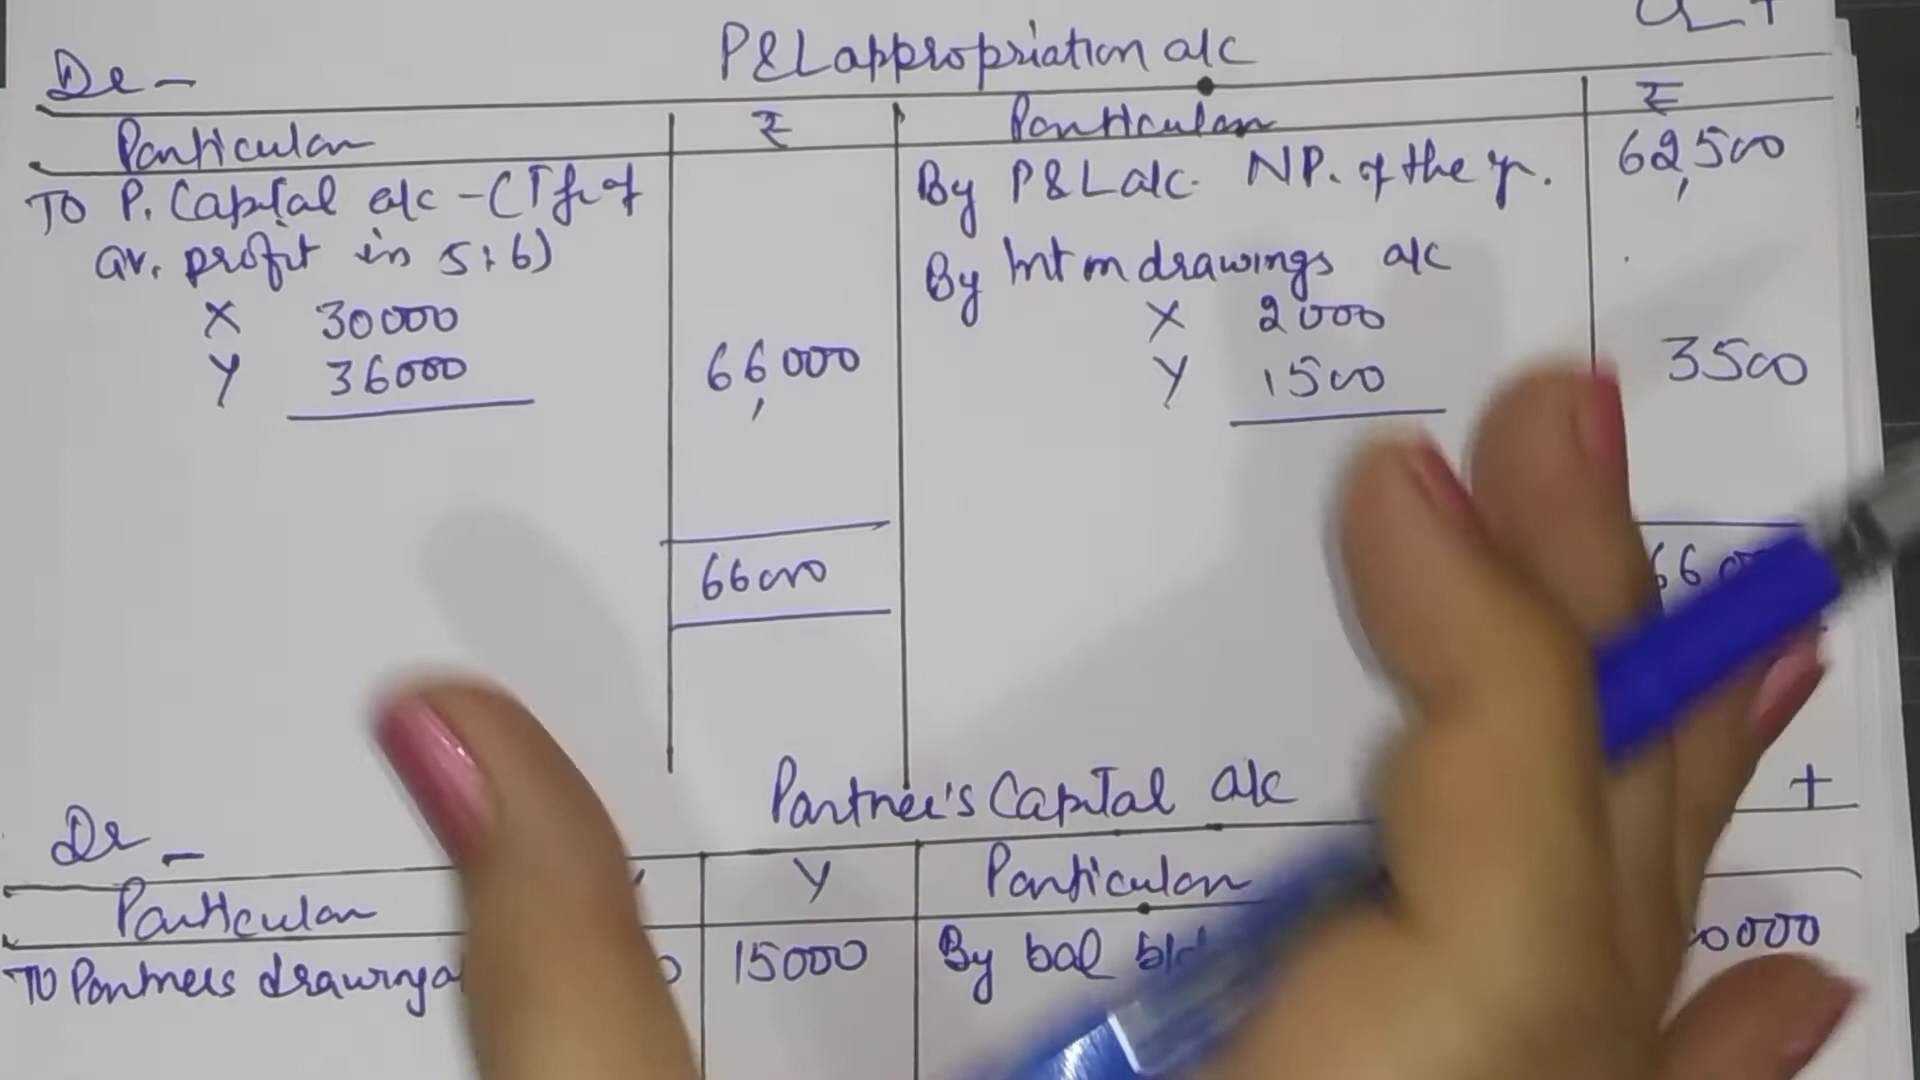 P&L appropriation a/c
Dr -
Particular ₹ Particular ₹
To P. Capital a/c - (Tfr of By P&L a/c. NP. of the yr. 62,500
av. profit in 5:6) By Int on drawings a/c
X 30000 X 2000
Y 36000 66,000 Y 1500 3500
66000
Partner's Capital a/c +
Dr -
Particular Y Particular
To Partners drawing a 15000 By bal b/d 0000